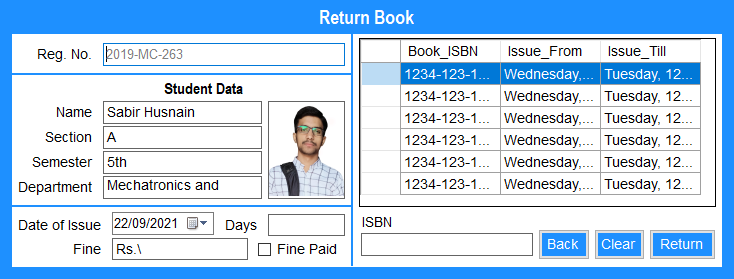 Return Book
Reg. No. 2019-MC-263
Student Data
Name Sabir Husnain
Section A
Semester 5th
Department Mechatronics and
Date of Issue 22/09/2021 Days
Fine Rs.\ Fine Paid
Book_ISBN Issue_From Issue_Till
1234-123-1... Wednesday,... Tuesday, 12...
1234-123-1... Wednesday,... Tuesday, 12...
1234-123-1... Wednesday,... Tuesday, 12...
1234-123-1... Wednesday,... Tuesday, 12...
1234-123-1... Wednesday,... Tuesday, 12...
1234-123-1... Wednesday,... Tuesday, 12...
ISBN
Back Clear Return